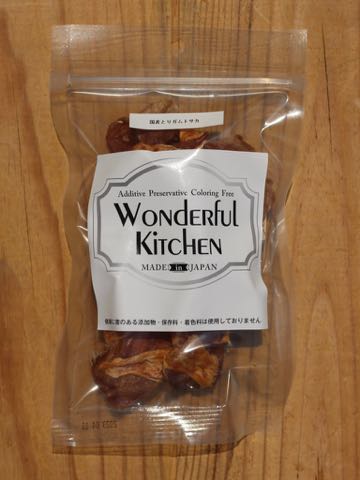 国産とりガムトサカ
Additive Preservative Coloring Free
WONDERFUL
KITCHEN
MADE in JAPAN
健康に害のある添加物・保存料・着色料は使用しておりません